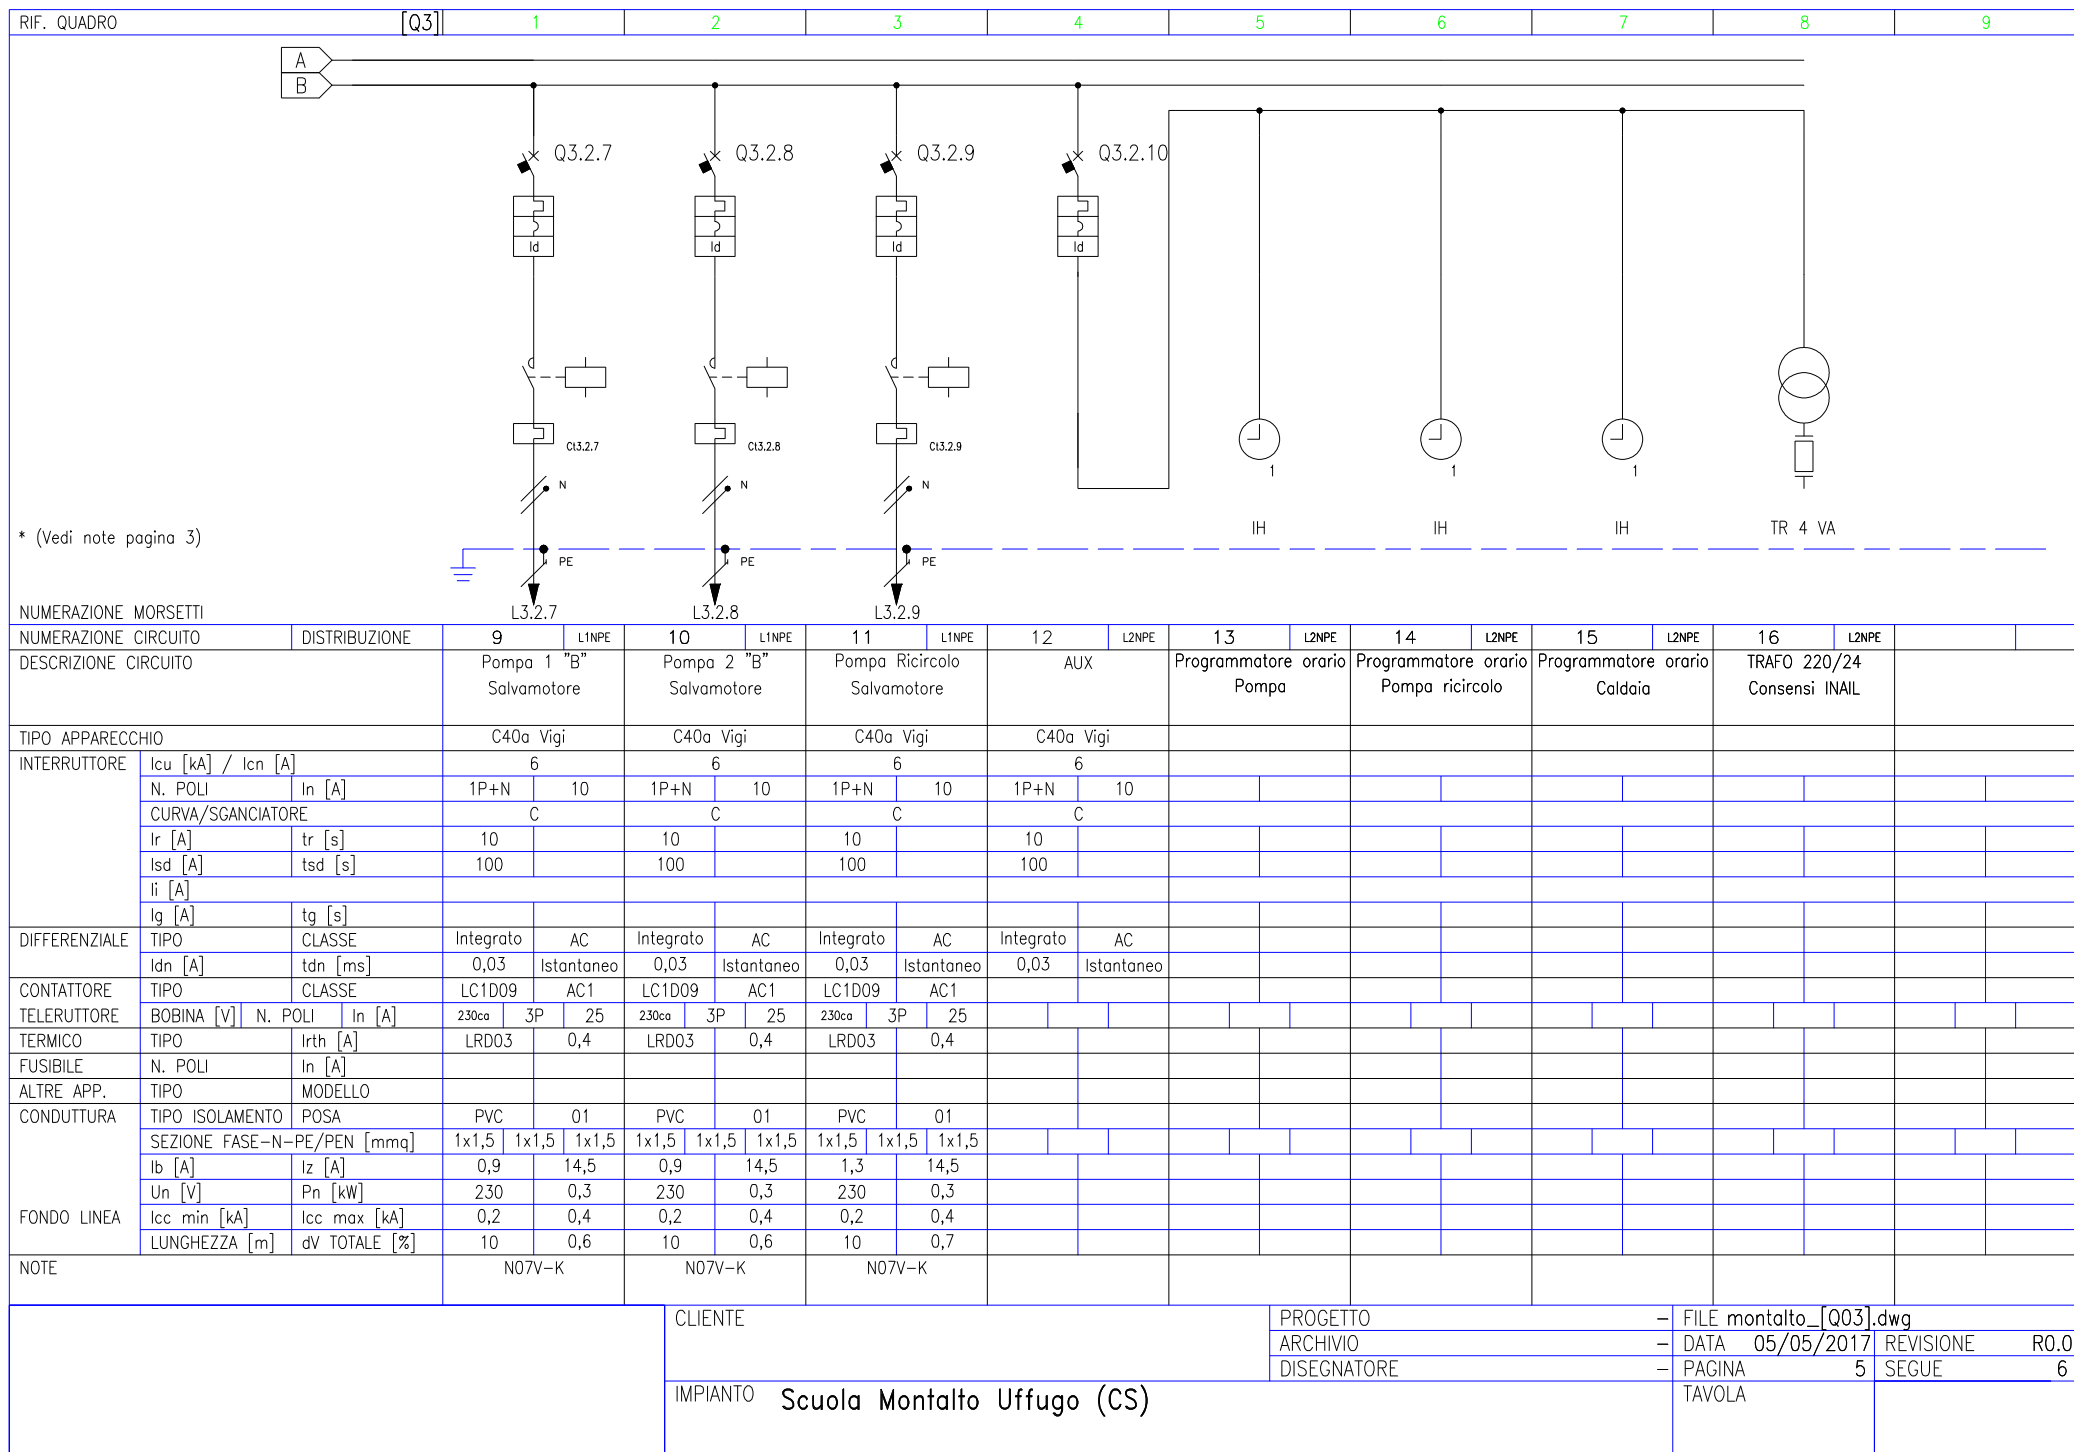 RIF. QUADRO [Q3] 1 2 3 4 5 6 7 8 9
A
B
Q3.2.7 Q3.2.8 Q3.2.9 Q3.2.10
Id Id Id Id
Ct3.2.7 Ct3.2.8 Ct3.2.9
1 1 1
N N N
IH IH IH TR 4 VA
* (Vedi note pagina 3)
PE PE PE
NUMERAZIONE MORSETTI L3.2.7 L3.2.8 L3.2.9
NUMERAZIONE CIRCUITO DISTRIBUZIONE 9 L1NPE 10 L1NPE 11 L1NPE 12 L2NPE 13 L2NPE 14 L2NPE 15 L2NPE 16 L2NPE
DESCRIZIONE CIRCUITO Pompa 1 "B" Pompa 2 "B" Pompa Ricircolo AUX Programmatore orario Programmatore orario Programmatore orario TRAFO 220/24
Salvamotore Salvamotore Salvamotore Pompa Pompa ricircolo Caldaia Consensi INAIL
TIPO APPARECCHIO C40a Vigi C40a Vigi C40a Vigi C40a Vigi
INTERRUTTORE Icu [kA] / Icn [A] 6 6 6 6
N. POLI In [A] 1P+N 10 1P+N 10 1P+N 10 1P+N 10
CURVA/SGANCIATORE C C C C
Ir [A] tr [s] 10 10 10 10
Isd [A] tsd [s] 100 100 100 100
Ii [A]
Ig [A] tg [s]
DIFFERENZIALE TIPO CLASSE Integrato AC Integrato AC Integrato AC Integrato AC
Idn [A] tdn [ms] 0,03 Istantaneo 0,03 Istantaneo 0,03 Istantaneo 0,03 Istantaneo
CONTATTORE TIPO CLASSE LC1D09 AC1 LC1D09 AC1 LC1D09 AC1
TELERUTTORE BOBINA [V] N. POLI In [A] 230ca 3P 25 230ca 3P 25 230ca 3P 25
TERMICO TIPO Irth [A] LRD03 0,4 LRD03 0,4 LRD03 0,4
FUSIBILE N. POLI In [A]
ALTRE APP. TIPO MODELLO
CONDUTTURA TIPO ISOLAMENTO POSA PVC 01 PVC 01 PVC 01
SEZIONE FASE-N-PE/PEN [mmq] 1x1,5 1x1,5 1x1,5 1x1,5 1x1,5 1x1,5 1x1,5 1x1,5 1x1,5
Ib [A] Iz [A] 0,9 14,5 0,9 14,5 1,3 14,5
Un [V] Pn [kW] 230 0,3 230 0,3 230 0,3
FONDO LINEA Icc min [kA] Icc max [kA] 0,2 0,4 0,2 0,4 0,2 0,4
LUNGHEZZA [m] dV TOTALE [%] 10 0,6 10 0,6 10 0,7
NOTE N07V-K N07V-K N07V-K
CLIENTE PROGETTO - FILE montalto_[Q03].dwg
ARCHIVIO - DATA 05/05/2017 REVISIONE R0.0
DISEGNATORE - PAGINA 5 SEGUE 6
IMPIANTO Scuola Montalto Uffugo (CS) TAVOLA